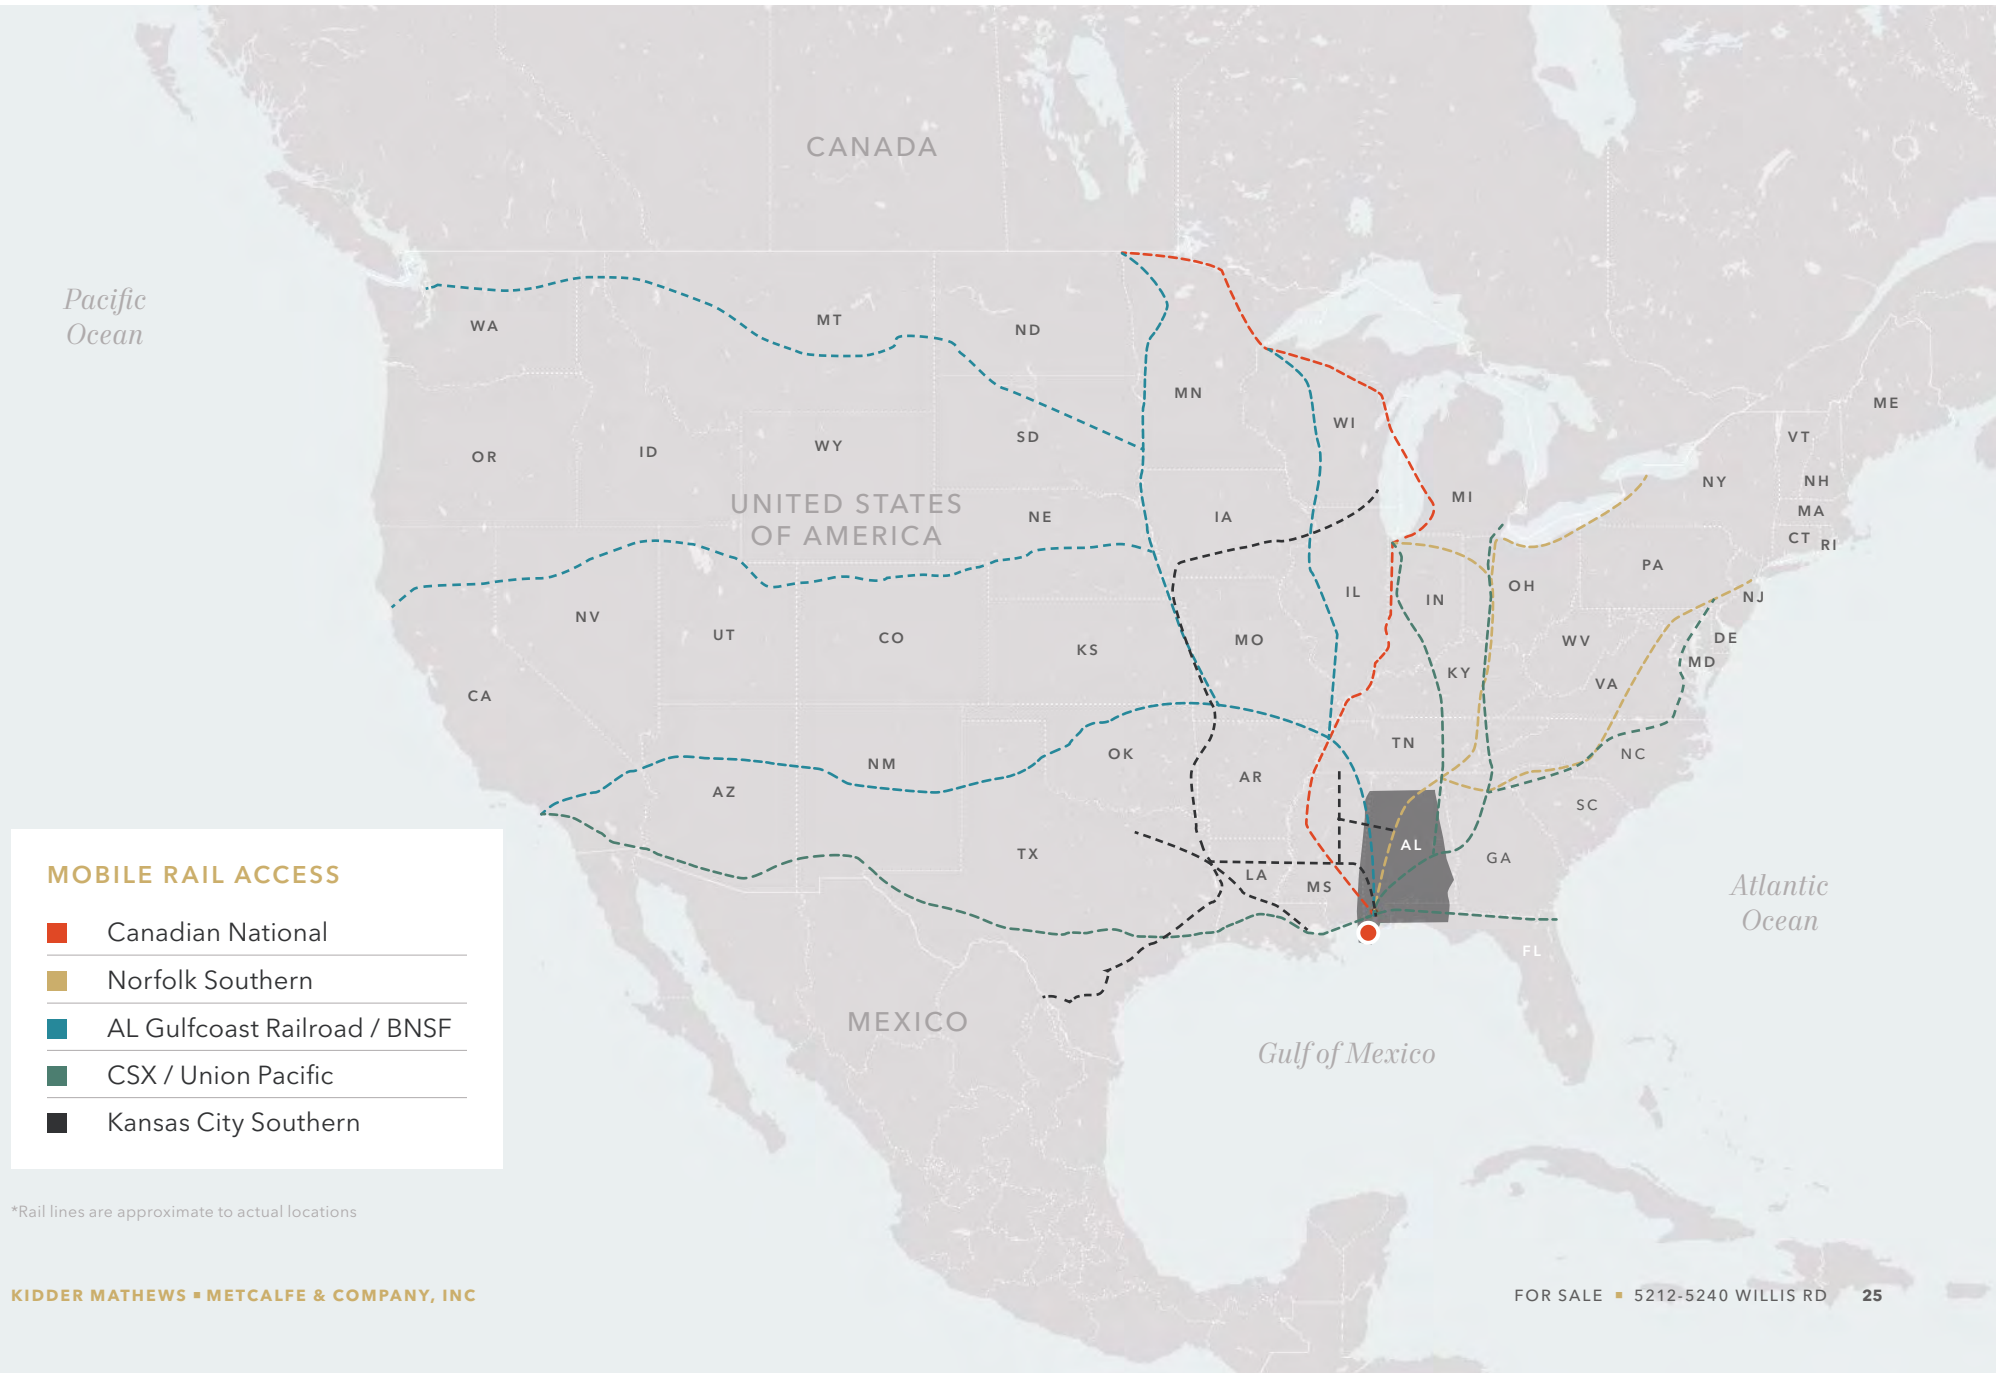 CANADA
Pacific
Ocean
WA
MT
ND
MN
WI
ME
VT
OR
ID
WY
SD
NY
NH
MI
UNITED STATES
OF AMERICA
NE
IA
MA
CT
RI
PA
NV
UT
CO
KS
MO
IL
IN
OH
NJ
WV
DE
MD
KY
VA
CA
NM
OK
AR
TN
NC
AZ
SC
TX
LA
MS
AL
GA
FL
Atlantic
Ocean
MEXICO
Gulf of Mexico
MOBILE RAIL ACCESS
Canadian National
Norfolk Southern
AL Gulfcoast Railroad / BNSF
CSX / Union Pacific
Kansas City Southern
*Rail lines are approximate to actual locations
KIDDER MATHEWS ▪ METCALFE & COMPANY, INC
FOR SALE ▪ 5212-5240 WILLIS RD 25